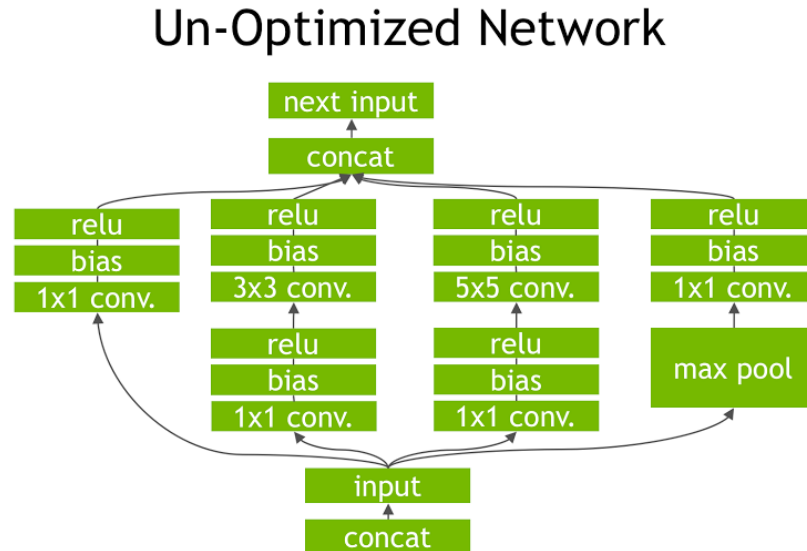 Un-Optimized Network
next input
concat
relu
bias
1x1 conv.
relu
bias
3x3 conv.
relu
bias
1x1 conv.
relu
bias
5x5 conv.
relu
bias
1x1 conv.
relu
bias
1x1 conv.
max pool
input
concat